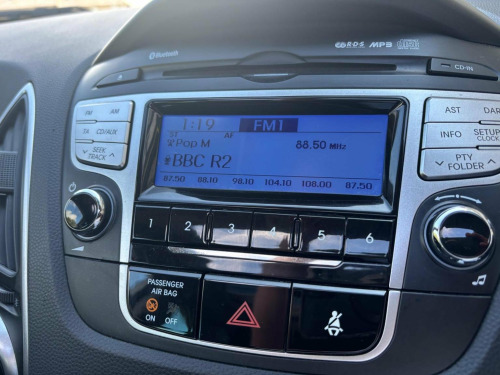 Bluetooth
RDS MP3
CD-IN
FM AM
TA CD/AUX
SEEK
TRACK
1:19 FM1
ST AF
Pop M 88.50 MHz
#BBC R2
87.50 88.10 98.10 104.10 108.00 87.50
AST DAR
INFO SETUP
CLOCK
PTY
FOLDER
1 2 3 4 5 6
PASSENGER
AIR BAG
ON OFF